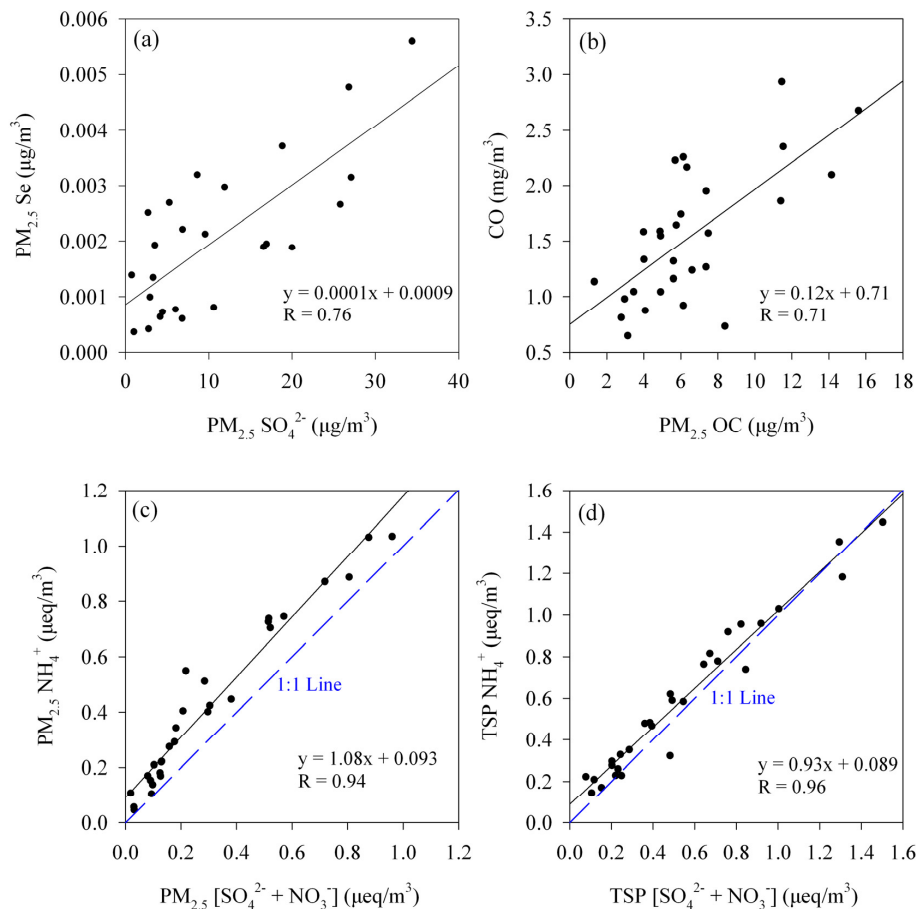 (a)
0.006
0.005
0.004
0.003
0.002
0.001
0.000
PM2.5 Se (μg/m³)
y = 0.0001x + 0.0009
R = 0.76
0 10 20 30 40
PM2.5 SO4²⁻ (μg/m³)
(b)
3.5
3.0
2.5
2.0
1.5
1.0
0.5
CO (mg/m³)
y = 0.12x + 0.71
R = 0.71
0 2 4 6 8 10 12 14 16 18
PM2.5 OC (μg/m³)
(c)
1.2
1.0
0.8
0.6
0.4
0.2
0.0
PM2.5 NH4⁺ (μeq/m³)
1:1 Line
y = 1.08x + 0.093
R = 0.94
0.0 0.2 0.4 0.6 0.8 1.0 1.2
PM2.5 [SO4²⁻ + NO3⁻] (μeq/m³)
(d)
1.6
1.4
1.2
1.0
0.8
0.6
0.4
0.2
0.0
TSP NH4⁺ (μeq/m³)
1:1 Line
y = 0.93x + 0.089
R = 0.96
0.0 0.2 0.4 0.6 0.8 1.0 1.2 1.4 1.6
TSP [SO4²⁻ + NO3⁻] (μeq/m³)